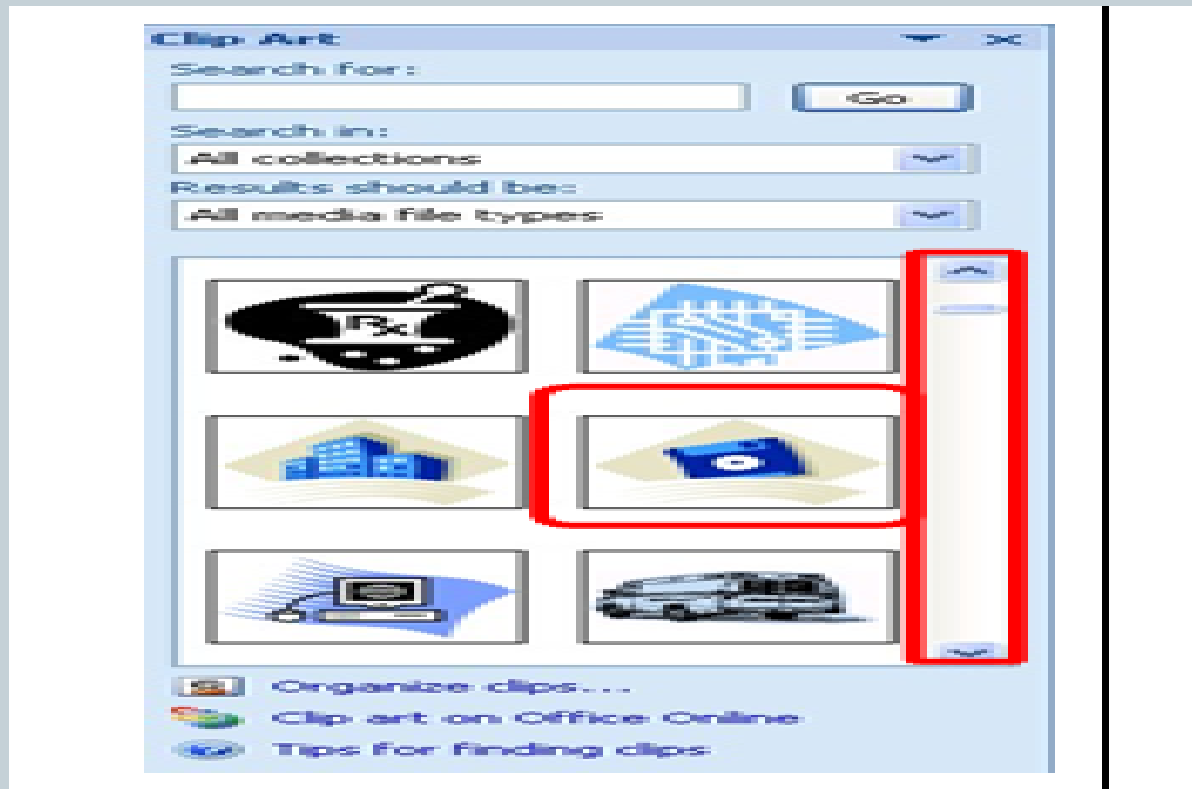 Clip Art
Search for:
Go
Search in:
All collections
Results should be:
All media file types
Rx
Organize clips...
Clip art on Office Online
Tips for finding clips